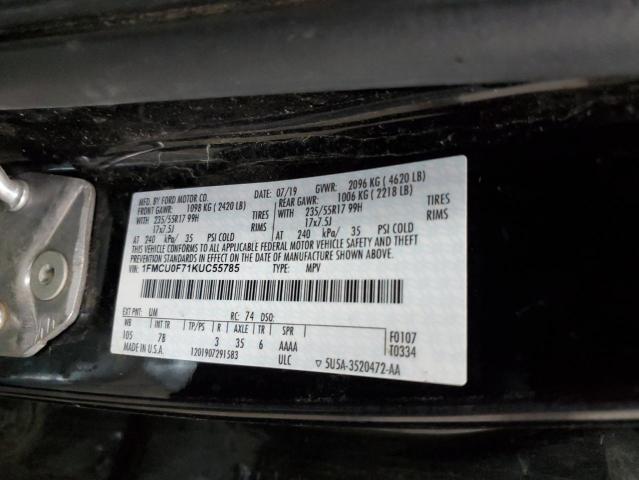 MFD. BY FORD MOTOR CO.
DATE: 07/19 GVWR: 2096 KG ( 4620 LB)
FRONT GAWR: 1098 KG ( 2420 LB) REAR GAWR: 1006 KG ( 2218 LB)
WITH TIRES WITH TIRES
235/55R17 99H 235/55R17 99H
17x7.5J RIMS 17x7.5J RIMS
AT 240 kPa/ 35 PSI COLD AT 240 kPa/ 35 PSI COLD
THIS VEHICLE CONFORMS TO ALL APPLICABLE FEDERAL MOTOR VEHICLE SAFETY AND THEFT
PREVENTION STANDARDS IN EFFECT ON THE DATE OF MANUFACTURE SHOWN ABOVE.
VIN: 1FMCU0F71KUC55785 TYPE: MPV
EXT PNT: UM RC: 74 DSO:
WB INT TR TP/PS R AXLE TR SPR
105 7B 3 35 6 AAAA F0107
MADE IN U.S.A. 1201907291583 ULC T0334
5U5A-3520472-AA